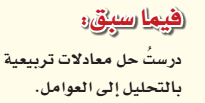 فيما سبق:
درستُ حل معادلات تربيعية
بالتحليل إلى العوامل.